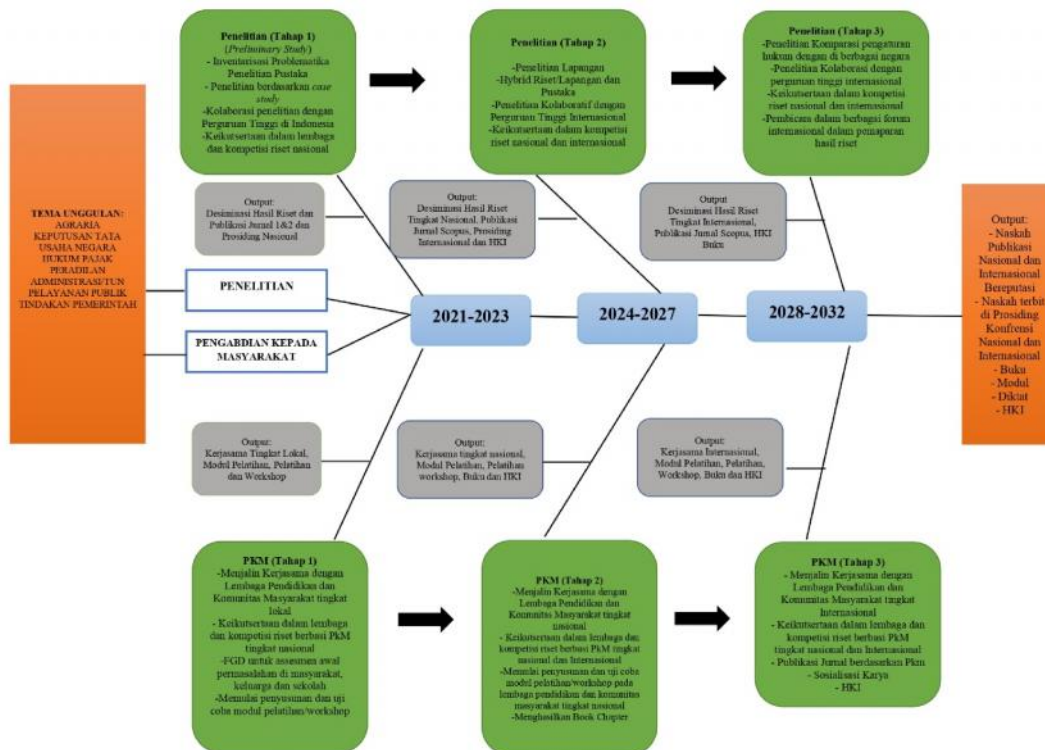 Penelitian (Tahap 1)
(Preliminary Study)
- Inventarisasi Problematika
Penelitian Pustaka
- Penelitian berdasarkan case
study
-Kolaborasi penelitian dengan
Perguruan Tinggi di Indonesia
-Keikutsertaan dalam lembaga
dan kompetisi riset nasional
Penelitian (Tahap 2)
-Penelitian Lapangan
-Hybrid Riset/Lapangan dan
Pustaka
-Penelitian Kolaboratif dengan
Perguruan Tinggi Internasional
-Keikutsertaan dalam kompetisi
riset nasional dan internasional
Penelitian (Tahap 3)
-Penelitian Komparasi pengaturan
hukum dengan di berbagai negara
-Penelitian Kolaborasi dengan
perguruan tinggi internasional
-Keikutsertaan dalam kompetisi
riset nasional dan internasional
-Pembicara dalam berbagai forum
internasional dalam pemaparan
hasil riset
Output:
Desiminasi Hasil Riset dan
Publikasi Jurnal 1&2 dan
Prosiding Nasional
Output:
Desiminasi Hasil Riset
Tingkat Nasional, Publikasi
Jurnal Scopus, Prosiding
Internasional dan HKI
Output
Desiminasi Hasil Riset
Tingkat Internasional,
Publikasi Jurnal Scopus, HKI
Buku
TEMA UNGGULAN:
AGRARIA
KEPUTUSAN TATA
USAHA NEGARA
HUKUM PAJAK
PERADILAN
ADMINISTRASI/TUN
PELAYANAN PUBLIK
TINDAKAN PEMERINTAH
PENELITIAN
PENGABDIAN KEPADA
MASYARAKAT
2021-2023
2024-2027
2028-2032
Output:
- Naskah
Publikasi
Nasional dan
Internasional
Bereputasi
- Naskah terbit
di Prosiding
Konfrensi
Nasional dan
Internasional
- Buku
- Modul
- Diktat
- HKI
Output:
Kerjasama Tingkat Lokal,
Modul Pelatihan, Pelatihan
dan Workshop
Output:
Kerjasama tingkat nasional,
Modul Pelatihan, Pelatihan
workshop, Buku dan HKI
Output:
Kerjasama Internasional,
Modul Pelatihan, Pelatihan,
Workshop, Buku dan HKI
PKM (Tahap 1)
-Menjalin Kerjasama dengan
Lembaga Pendidikan dan
Komunitas Masyarakat tingkat
lokal
- Keikutsertaan dalam lembaga
dan kompetisi riset berbasi PkM
tingkat nasional
-FGD untuk assesmen awal
permasalahan di masyarakat,
keluarga dan sekolah
-Memulai penyusunan dan uji
coba modul pelatihan/workshop
PKM (Tahap 2)
-Menjalin Kerjasama dengan
Lembaga Pendidikan dan
Komunitas Masyarakat tingkat
nasional
- Keikutsertaan dalam lembaga dan
kompetisi riset berbasi PKM tingkat
nasional dan Internasional
-Memulai penyusunan dan uji coba
modul pelatihan/workshop pada
lembaga pendidikan dan komunitas
masyarakat tingkat nasional
-Menghasilkan Book Chapter
PKM (Tahap 3)
- Menjalin Kerjasama dengan
Lembaga Pendidikan dan
Komunitas Masyarakat tingkat
Internasional
- Keikutsertaan dalam lembaga dan
kompetisi riset berbasi PkM
tingkat nasional dan Internasional
- Publikasi Jurnal berdasarkan Pkm
- Sosialisasi Karya
- HKI